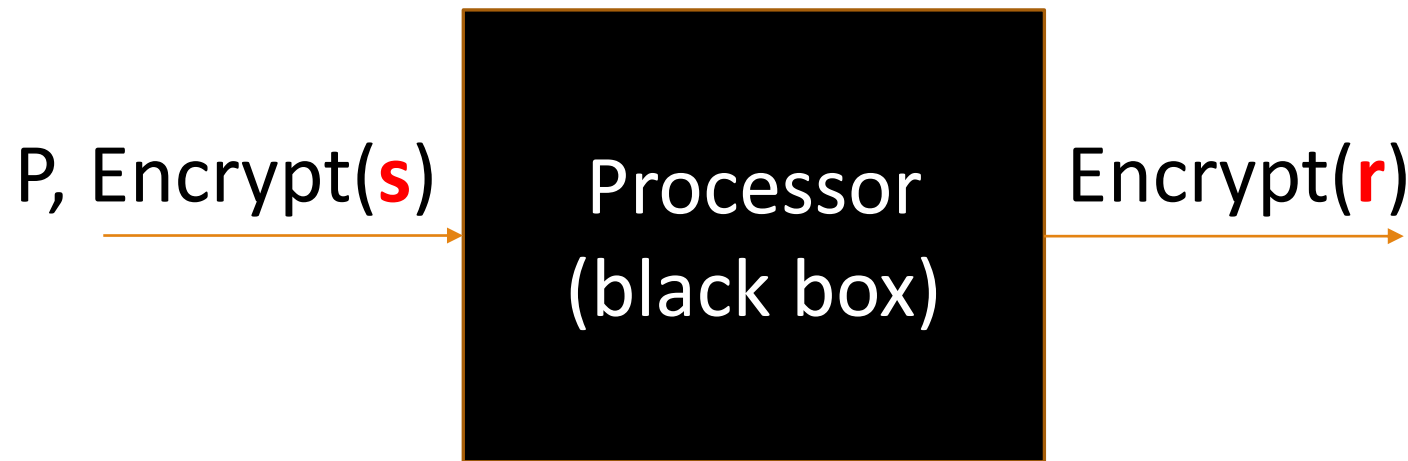 P, Encrypt(s)
Processor
(black box)
Encrypt(r)